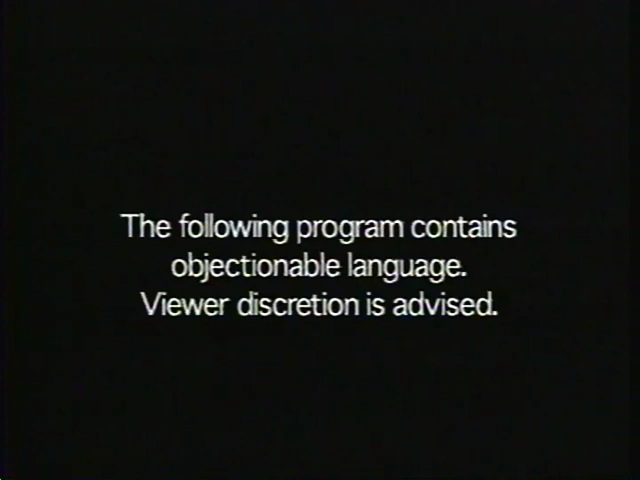 The following program contains
objectionable language.
Viewer discretion is advised.